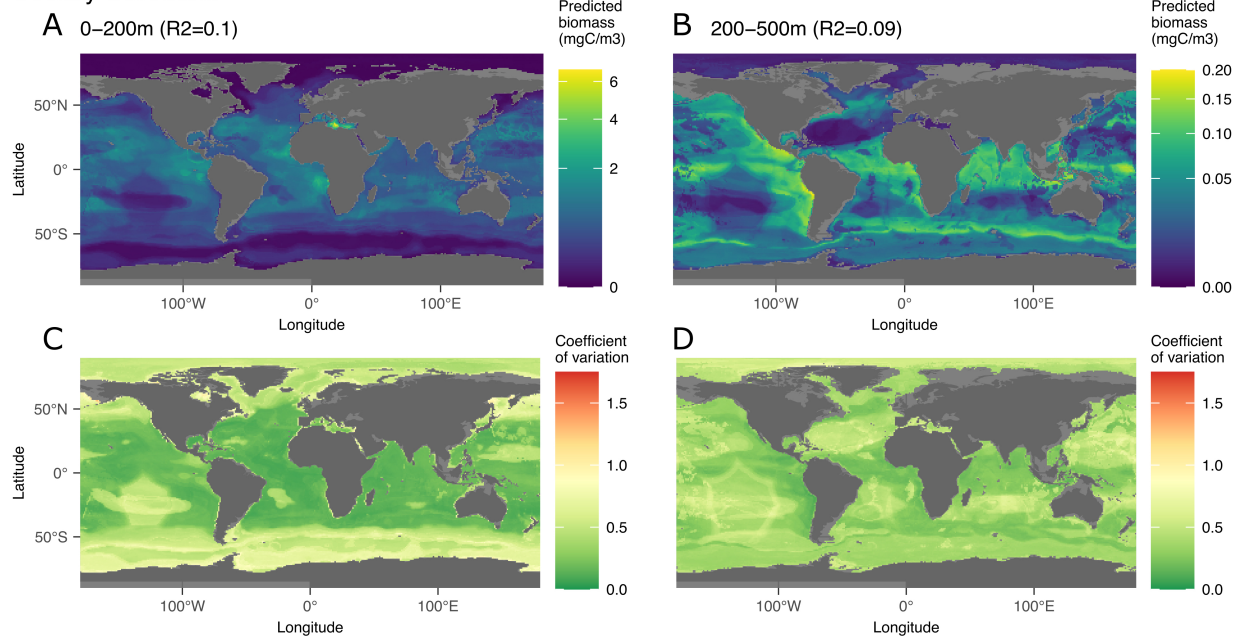 A 0−200m (R2=0.1)
Predicted
biomass
(mgC/m3)
6
4
2
0
50°N
0°
50°S
Latitude
100°W 0° 100°E
Longitude
B 200−500m (R2=0.09)
Predicted
biomass
(mgC/m3)
0.20
0.15
0.10
0.05
0.00
100°W 0° 100°E
Longitude
C
Coefficient
of variation
1.5
1.0
0.5
0.0
50°N
0°
50°S
Latitude
100°W 0° 100°E
Longitude
D
Coefficient
of variation
1.5
1.0
0.5
0.0
100°W 0° 100°E
Longitude